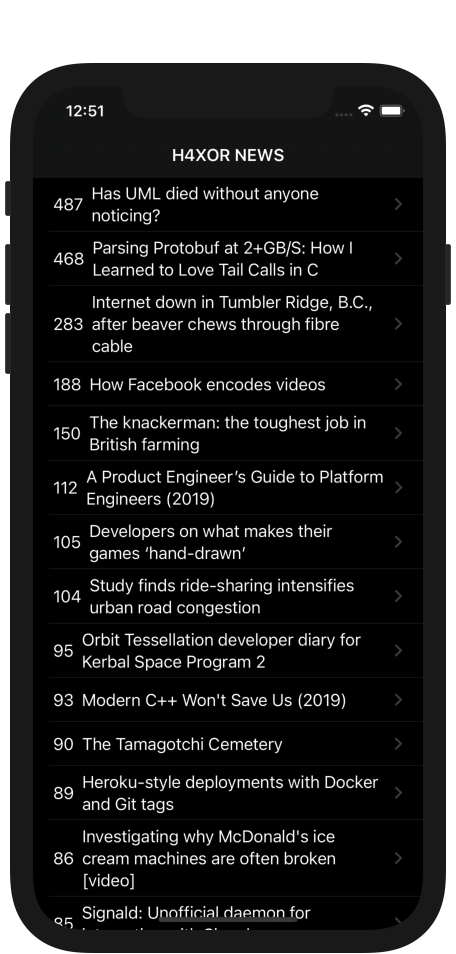 12:51
H4XOR NEWS
487 Has UML died without anyone
noticing?
468 Parsing Protobuf at 2+GB/S: How I
Learned to Love Tail Calls in C
Internet down in Tumbler Ridge, B.C.,
283 after beaver chews through fibre
cable
188 How Facebook encodes videos
150 The knackerman: the toughest job in
British farming
112 A Product Engineer’s Guide to Platform
Engineers (2019)
105 Developers on what makes their
games ‘hand-drawn’
104 Study finds ride-sharing intensifies
urban road congestion
95 Orbit Tessellation developer diary for
Kerbal Space Program 2
93 Modern C++ Won't Save Us (2019)
90 The Tamagotchi Cemetery
89 Heroku-style deployments with Docker
and Git tags
Investigating why McDonald's ice
86 cream machines are often broken
[video]
85 Signald: Unofficial daemon for